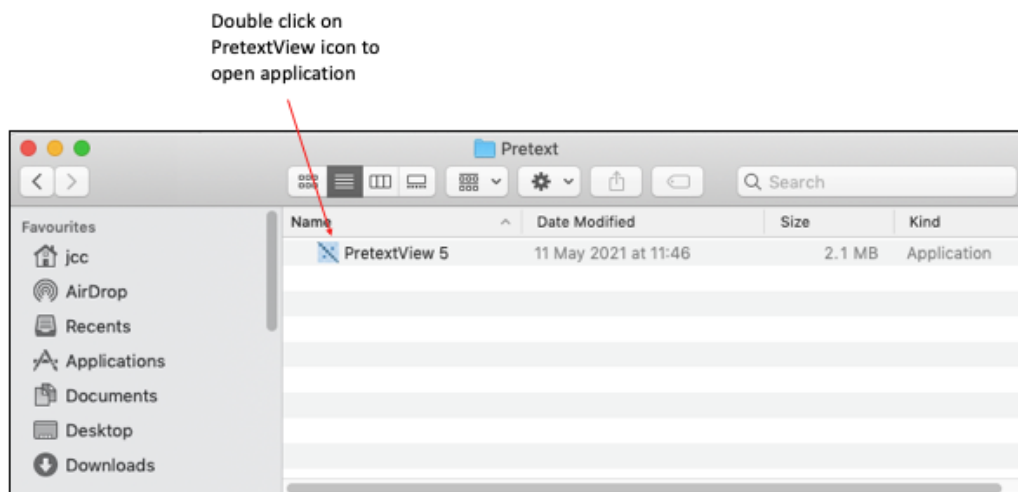 Double click on
PretextView icon to
open application
Pretext
Search
Favourites
Name
Date Modified
Size
Kind
jcc
PretextView 5
11 May 2021 at 11:46
2.1 MB
Application
AirDrop
Recents
Applications
Documents
Desktop
Downloads